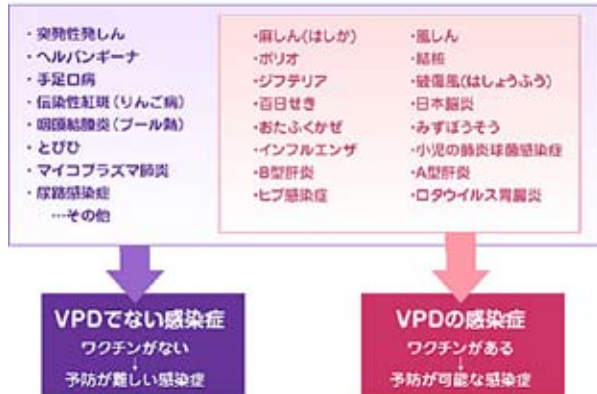 ・突発性発しん
・ヘルパンギーナ
・手足口病
・伝染性紅斑（りんご病）
・咽頭結膜炎（プール熱）
・とびひ
・マイコプラズマ肺炎
・尿路感染症
…その他
・麻しん(はしか)
・ポリオ
・ジフテリア
・百日せき
・おたふくかぜ
・インフルエンザ
・B型肝炎
・ヒブ感染症
・風しん
・結核
・破傷風(はしょうふう)
・日本脳炎
・みずぼうそう
・小児の肺炎球菌感染症
・A型肝炎
・ロタウイルス胃腸炎
VPDでない感染症
ワクチンがない
↓
予防が難しい感染症
VPDの感染症
ワクチンがある
↓
予防が可能な感染症